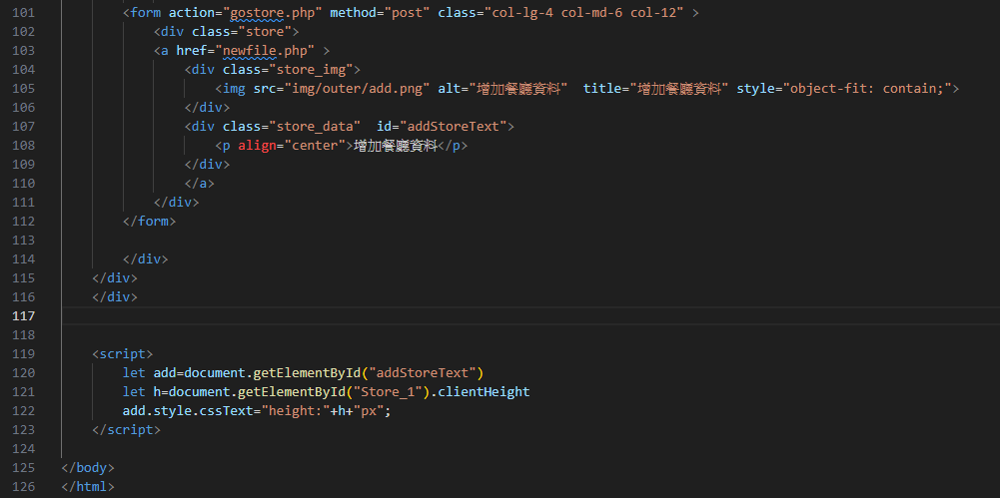 101 <form action="gostore.php" method="post" class="col-lg-4 col-md-6 col-12" >
102 <div class="store">
103 <a href="newfile.php" >
104 <div class="store_img">
105 <img src="img/outer/add.png" alt="增加餐廳資料"  title="增加餐廳資料" style="object-fit: contain;">
106 </div>
107 <div class="store_data"  id="addStoreText">
108 <p align="center">增加餐廳資料</p>
109 </div>
110 </a>
111 </div>
112 </form>
113
114 </div>
115 </div>
116 </div>
117
118
119 <script>
120 let add=document.getElementById("addStoreText")
121 let h=document.getElementById("Store_1").clientHeight
122 add.style.cssText="height:"+h+"px";
123 </script>
124
125 </body>
126 </html>